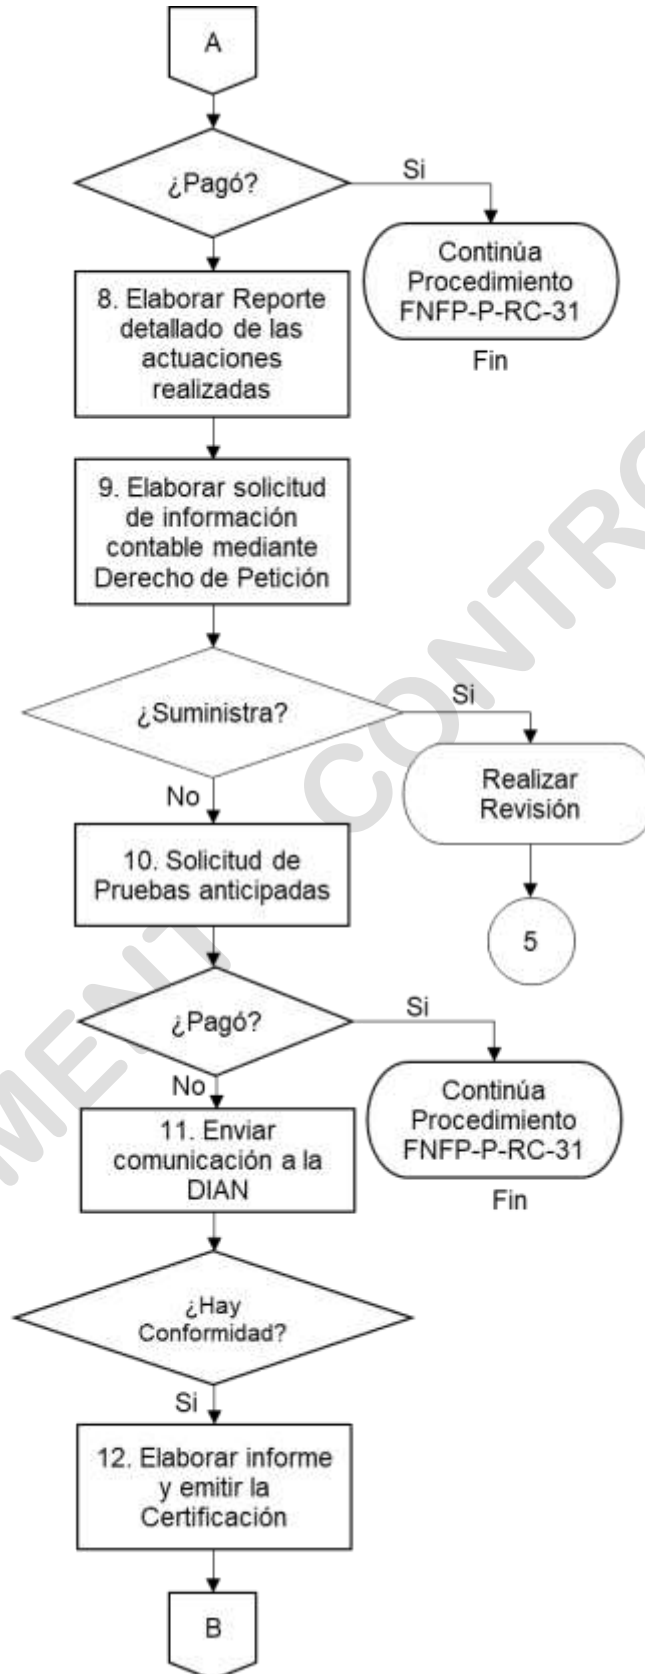 A
¿Pagó?
Si
Continúa
Procedimiento
FNFP-P-RC-31
Fin
8. Elaborar Reporte
detallado de las
actuaciones
realizadas
9. Elaborar solicitud
de información
contable mediante
Derecho de Petición
¿Suministra?
Si
Realizar
Revisión
5
No
10. Solicitud de
Pruebas anticipadas
¿Pagó?
Si
Continúa
Procedimiento
FNFP-P-RC-31
Fin
No
11. Enviar
comunicación a la
DIAN
¿Hay
Conformidad?
Si
12. Elaborar informe
y emitir la
Certificación
B